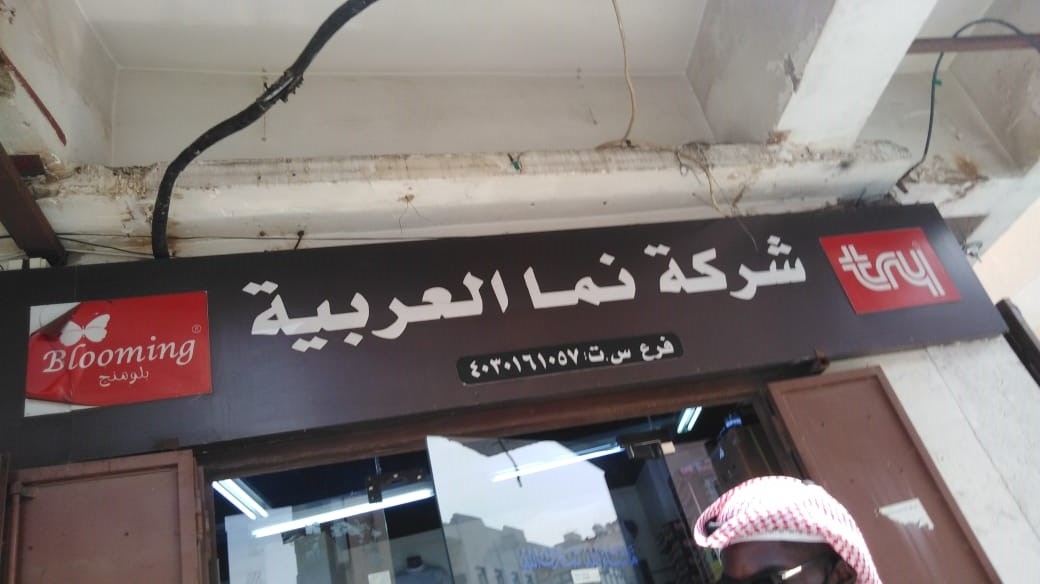 شركة نما العربية
فرع س.ت: ٤٠٣٠١٦١٠٥٧
try
Blooming®
بلومنج